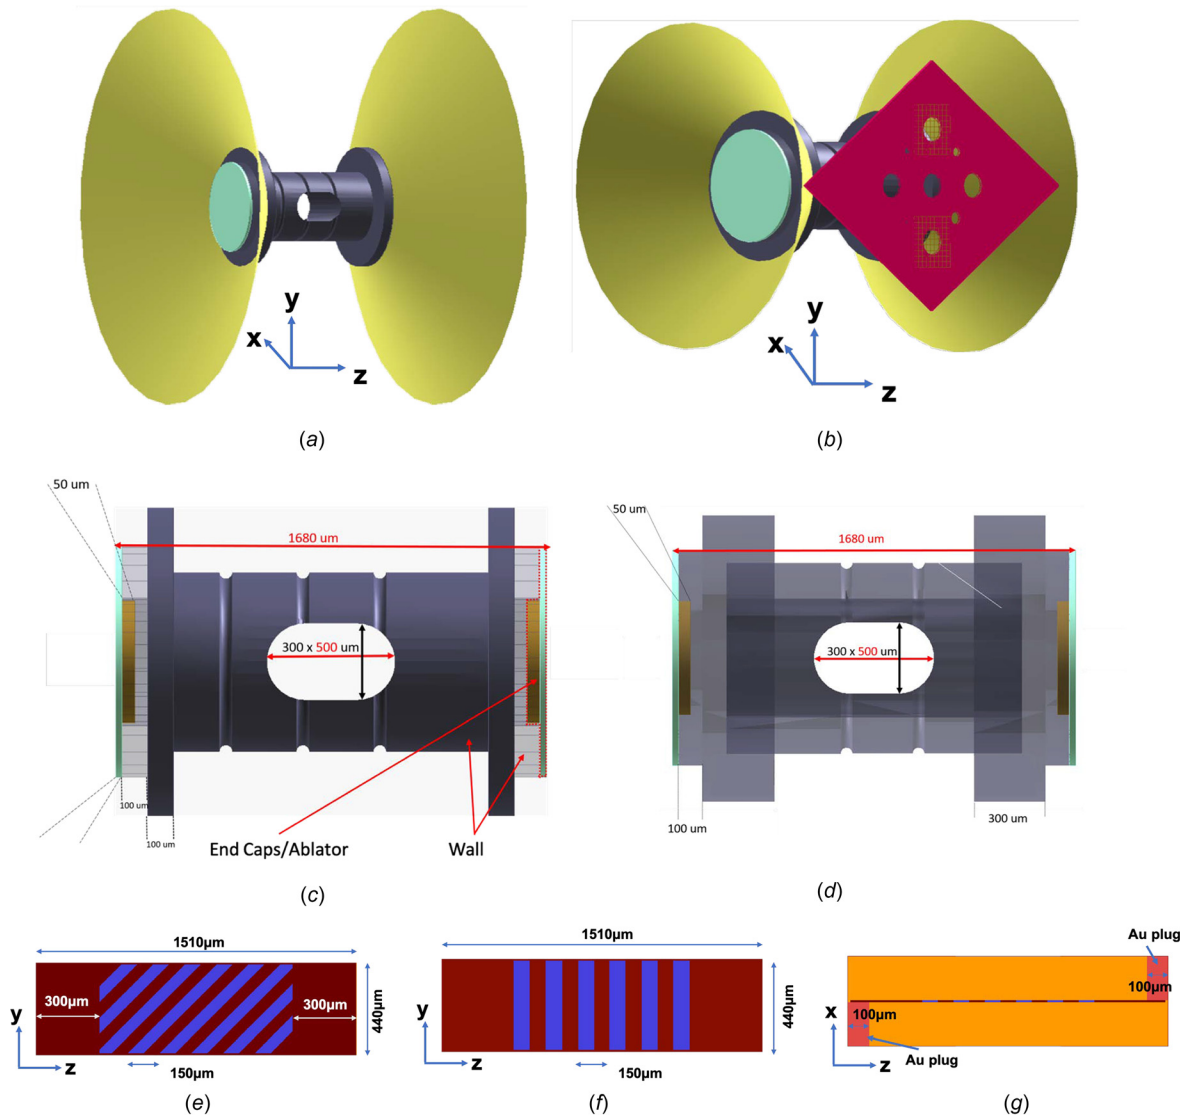 y
x
z
(a)
y
x
z
(b)
50 um
1680 um
300 x 500 um
100 um
100 um
End Caps/Ablator
Wall
(c)
50 um
1680 um
300 x 500 um
100 um
300 um
(d)
1510µm
300µm
300µm
440µm
y
z
150µm
(e)
1510µm
440µm
y
z
150µm
(f)
Au plug
100µm
x
100µm
z
Au plug
(g)